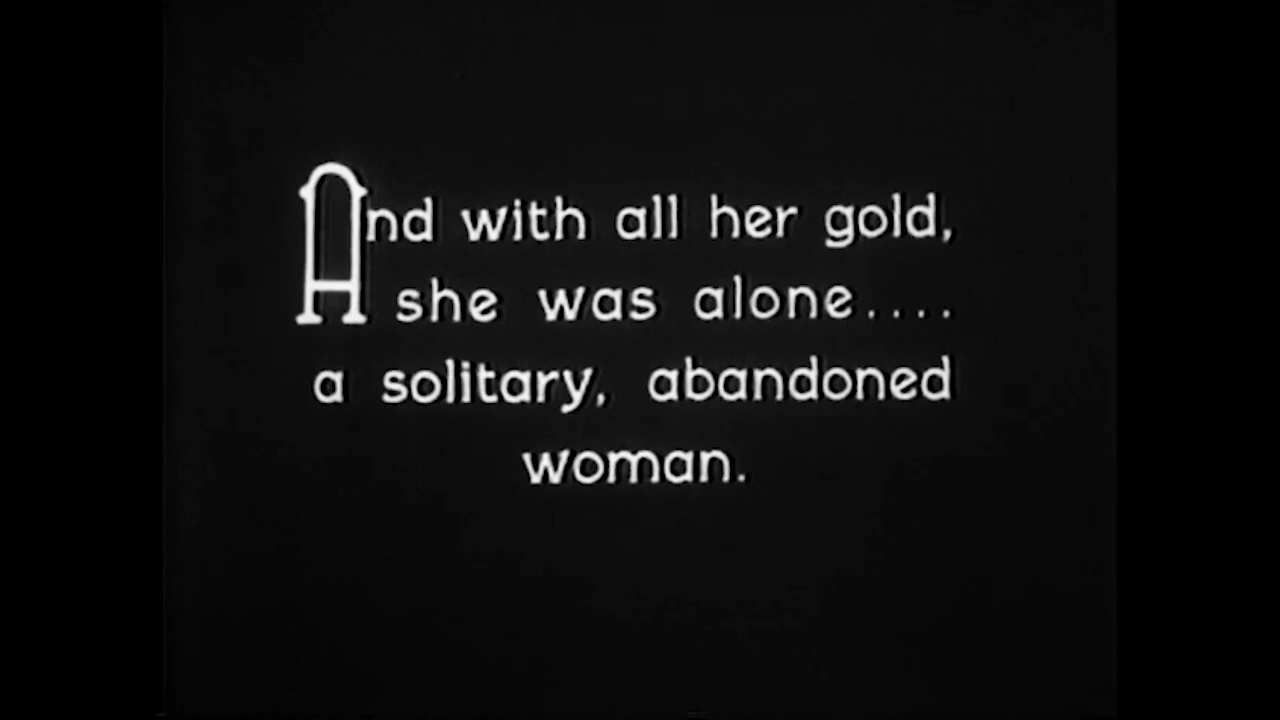 And with all her gold,
she was alone....
a solitary, abandoned
woman.